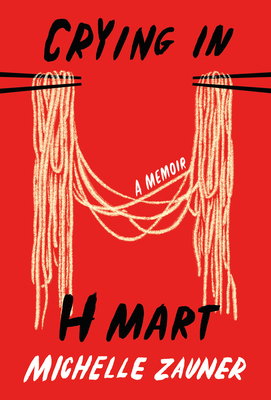 CRYING IN
A MEMOIR
H MART
MICHELLE ZAUNER